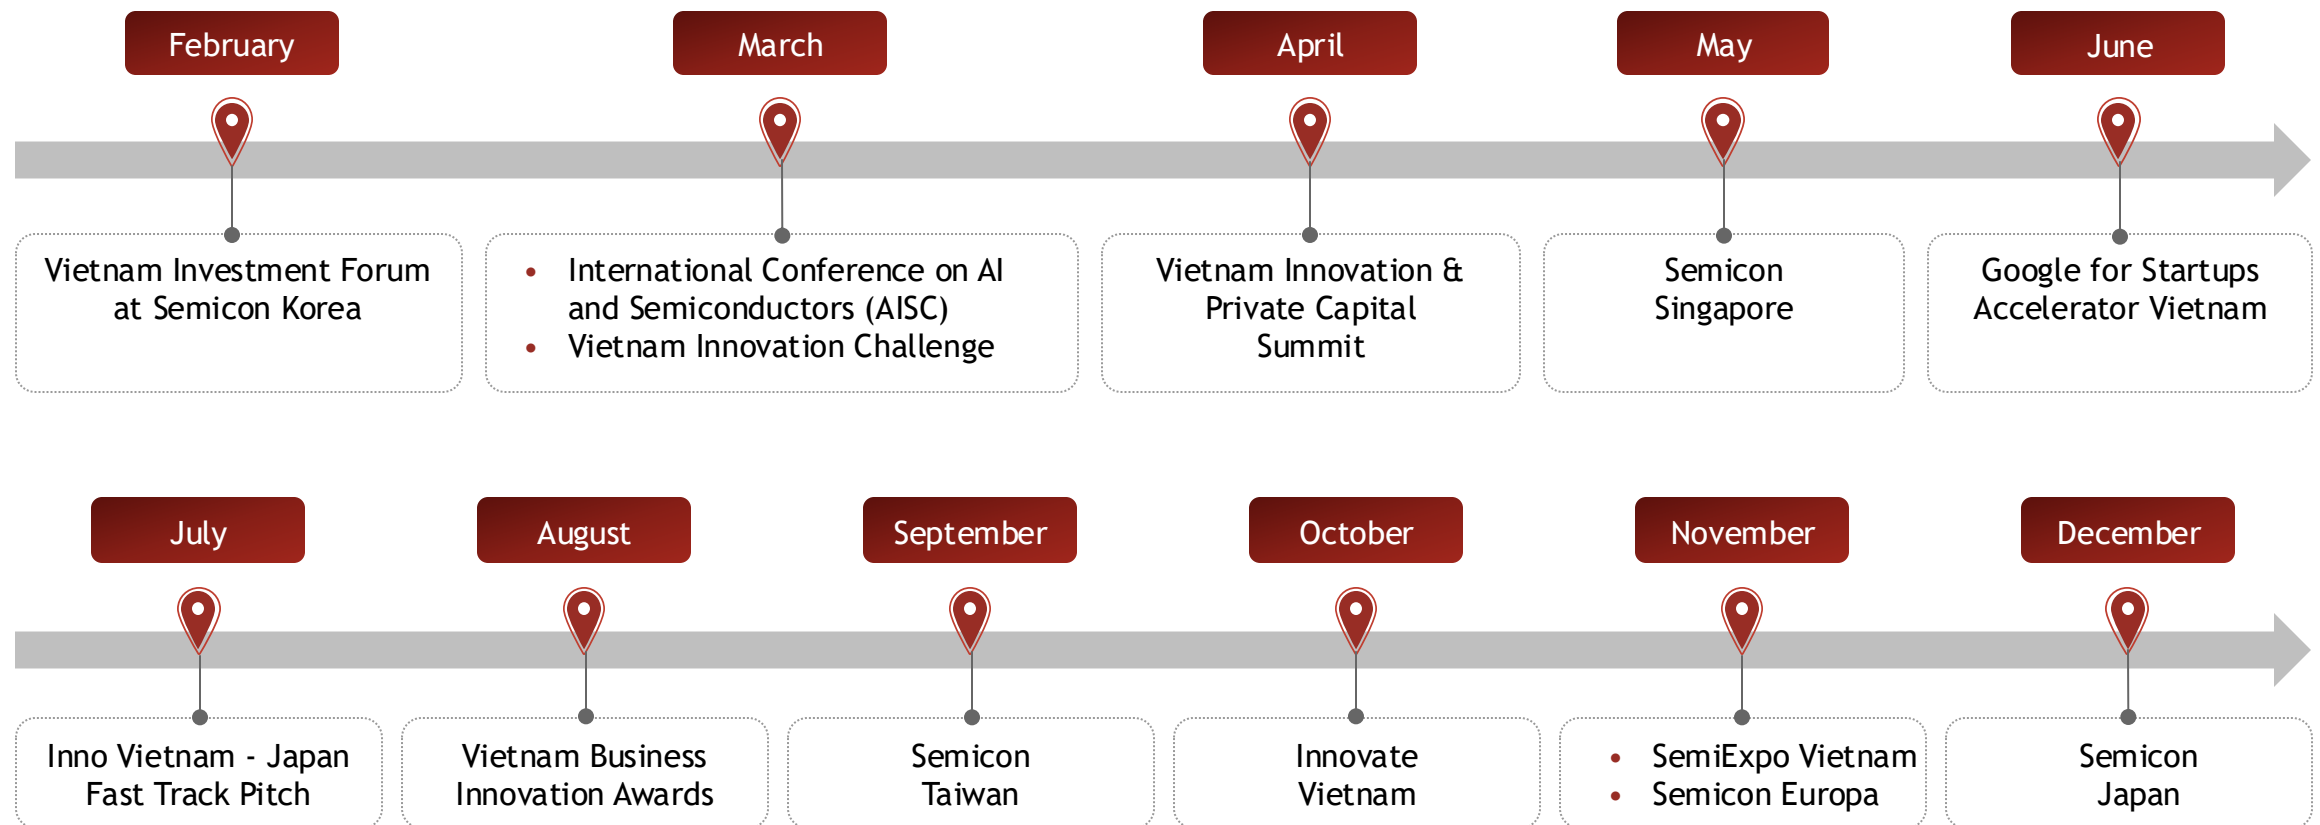 February
March
April
May
June
Vietnam Investment Forum
at Semicon Korea
• International Conference on AI
and Semiconductors (AISC)
• Vietnam Innovation Challenge
Vietnam Innovation &
Private Capital
Summit
Semicon
Singapore
Google for Startups
Accelerator Vietnam
July
August
September
October
November
December
Inno Vietnam - Japan
Fast Track Pitch
Vietnam Business
Innovation Awards
Semicon
Taiwan
Innovate
Vietnam
• SemiExpo Vietnam
• Semicon Europa
Semicon
Japan